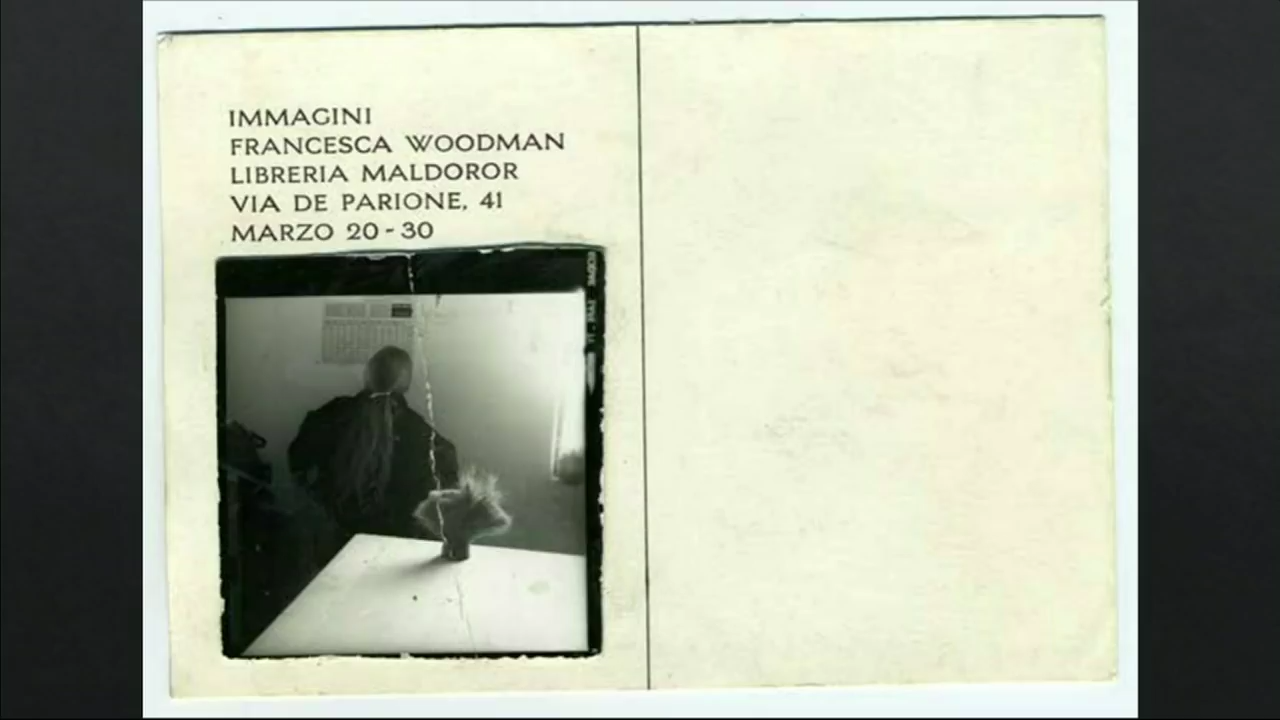 IMMAGINI
FRANCESCA WOODMAN
LIBRERIA MALDOROR
VIA DE PARIONE, 41
MARZO 20-30